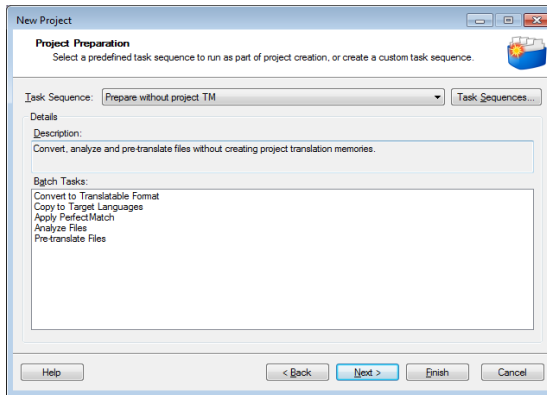 New Project
Project Preparation
Select a predefined task sequence to run as part of project creation, or create a custom task sequence.
Task Sequence: Prepare without project TM Task Sequences...
Details
Description:
Convert, analyze and pre-translate files without creating project translation memories.
Batch Tasks:
Convert to Translatable Format
Copy to Target Languages
Apply PerfectMatch
Analyze Files
Pre-translate Files
Help < Back Next > Finish Cancel